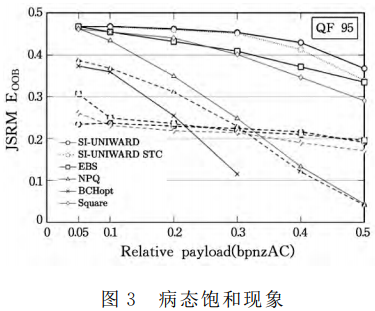 0.5
QF 95
0.4
0.3
0.2
0.1
0
JSRM E_OOB
SI-UNIWARD
SI-UNIWARD STC
EBS
NPQ
BCHopt
Square
0.05 0.1 0.2 0.3 0.4 0.5
Relative payload(bpnzAC)
图 3 病态饱和现象